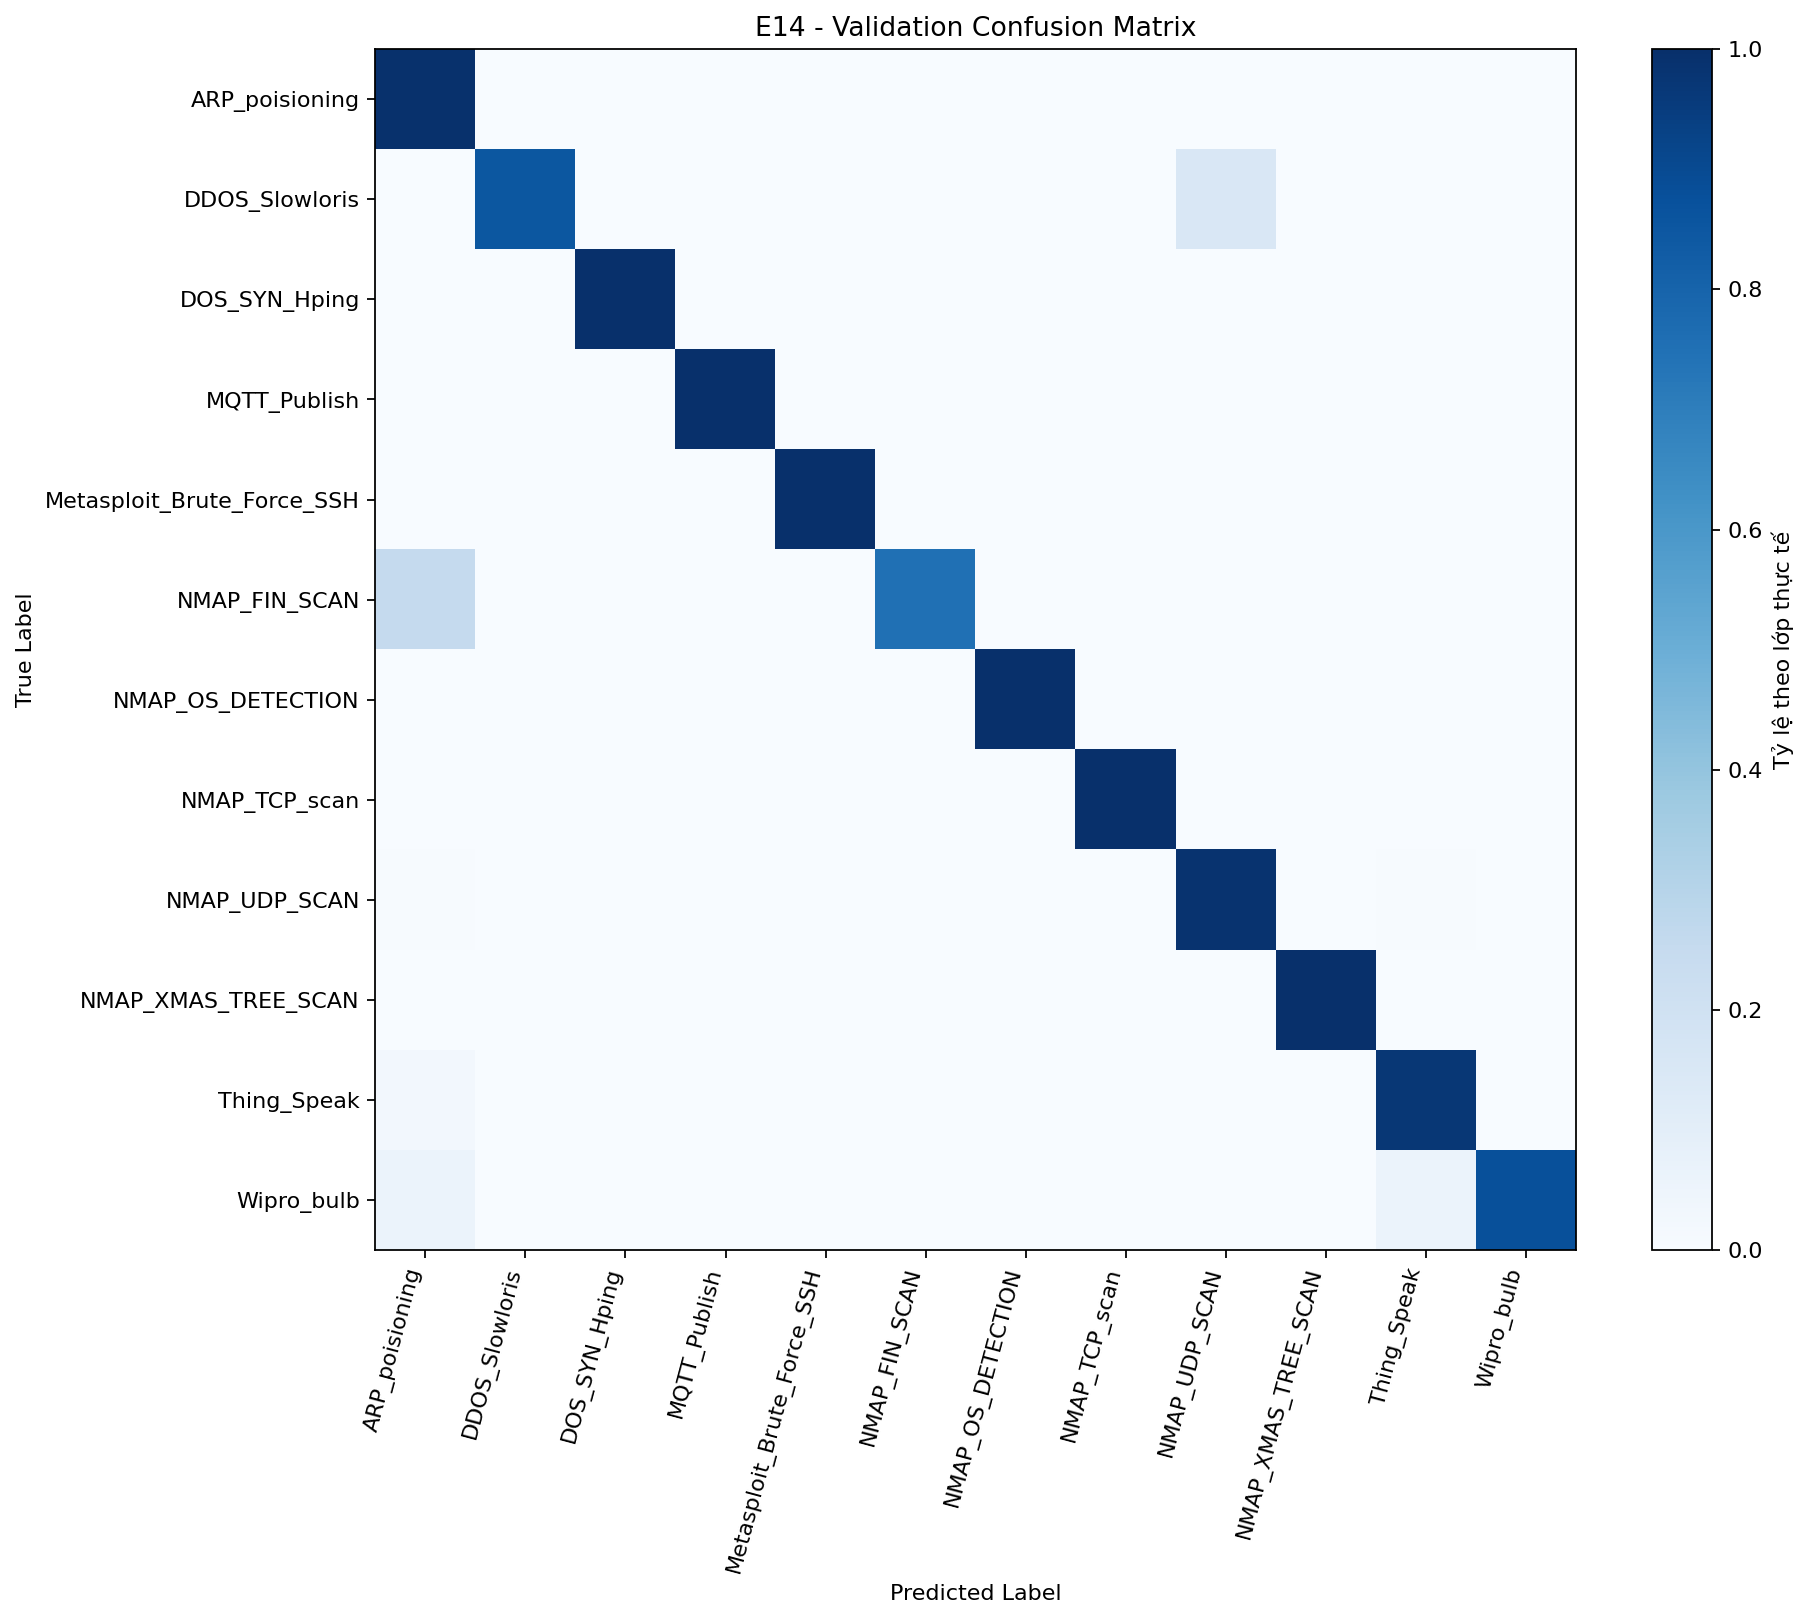 E14 - Validation Confusion Matrix
True Label
ARP_poisioning
DDOS_Slowloris
DOS_SYN_Hping
MQTT_Publish
Metasploit_Brute_Force_SSH
NMAP_FIN_SCAN
NMAP_OS_DETECTION
NMAP_TCP_scan
NMAP_UDP_SCAN
NMAP_XMAS_TREE_SCAN
Thing_Speak
Wipro_bulb
ARP_poisioning
DDOS_Slowloris
DOS_SYN_Hping
MQTT_Publish
Metasploit_Brute_Force_SSH
NMAP_FIN_SCAN
NMAP_OS_DETECTION
NMAP_TCP_scan
NMAP_UDP_SCAN
NMAP_XMAS_TREE_SCAN
Thing_Speak
Wipro_bulb
Predicted Label
1.0
0.8
0.6
0.4
0.2
0.0
Tỷ lệ theo lớp thực tế